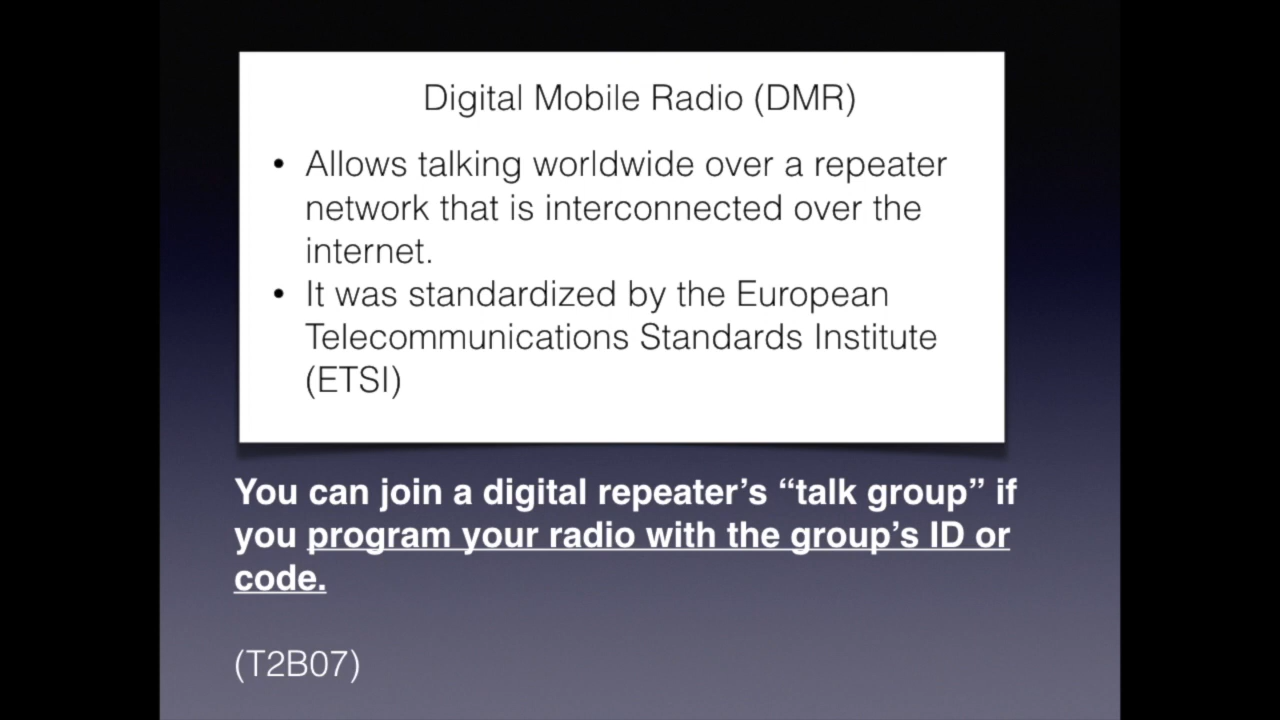 Digital Mobile Radio (DMR)
• Allows talking worldwide over a repeater
network that is interconnected over the
internet.
• It was standardized by the European
Telecommunications Standards Institute
(ETSI)
You can join a digital repeater’s “talk group” if
you program your radio with the group’s ID or
code.
(T2B07)